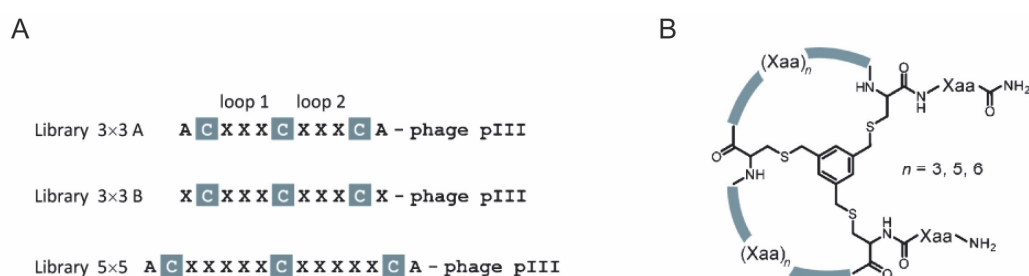 A
loop 1 loop 2
Library 3×3 A A C X X X C X X X C A – phage pIII
Library 3×3 B X C X X X C X X X C X – phage pIII
Library 5×5 A C X X X X X C X X X X X C A – phage pIII
B
(Xaa)n
HN
O
N
H
Xaa
NH2
O
S
O
S
NH
n = 3, 5, 6
S
H
N
Xaa
NH2
O
(Xaa)n
O